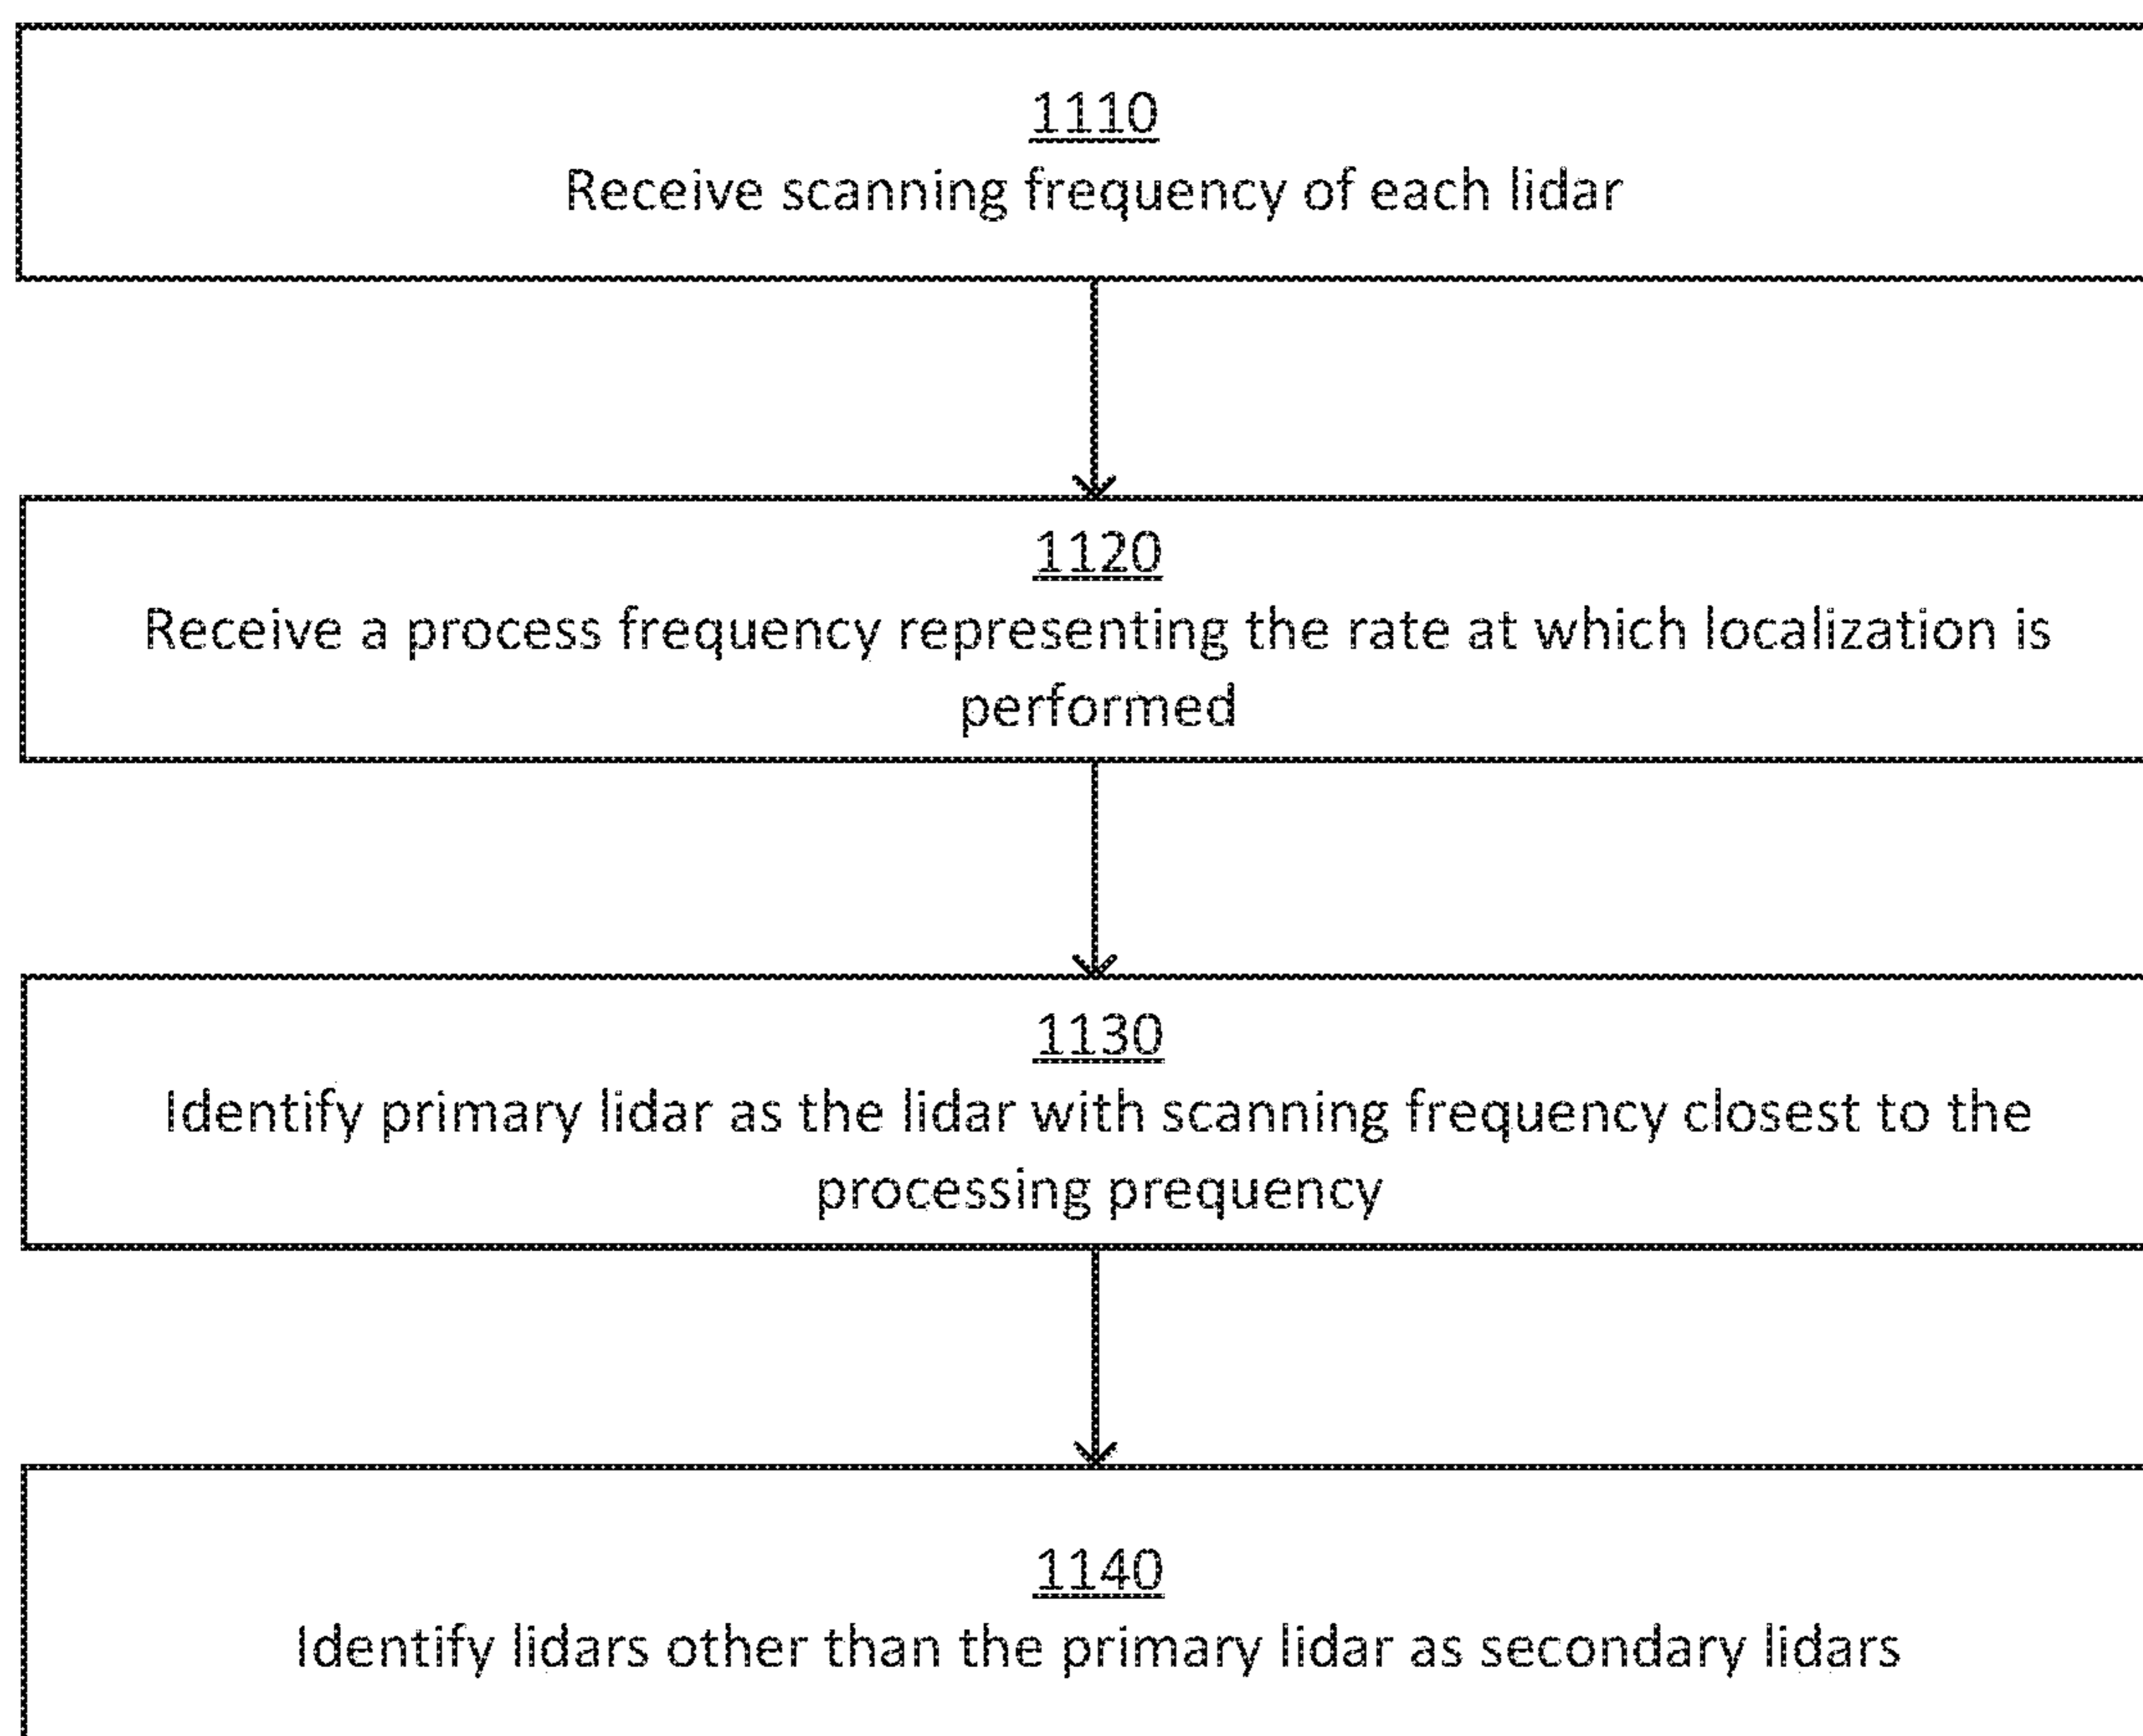 1110
Receive scanning frequency of each lidar
1120
Receive a process frequency representing the rate at which localization is
performed
1130
Identify primary lidar as the lidar with scanning frequency closest to the
processing prequency
1140
Identify lidars other than the primary lidar as secondary lidars